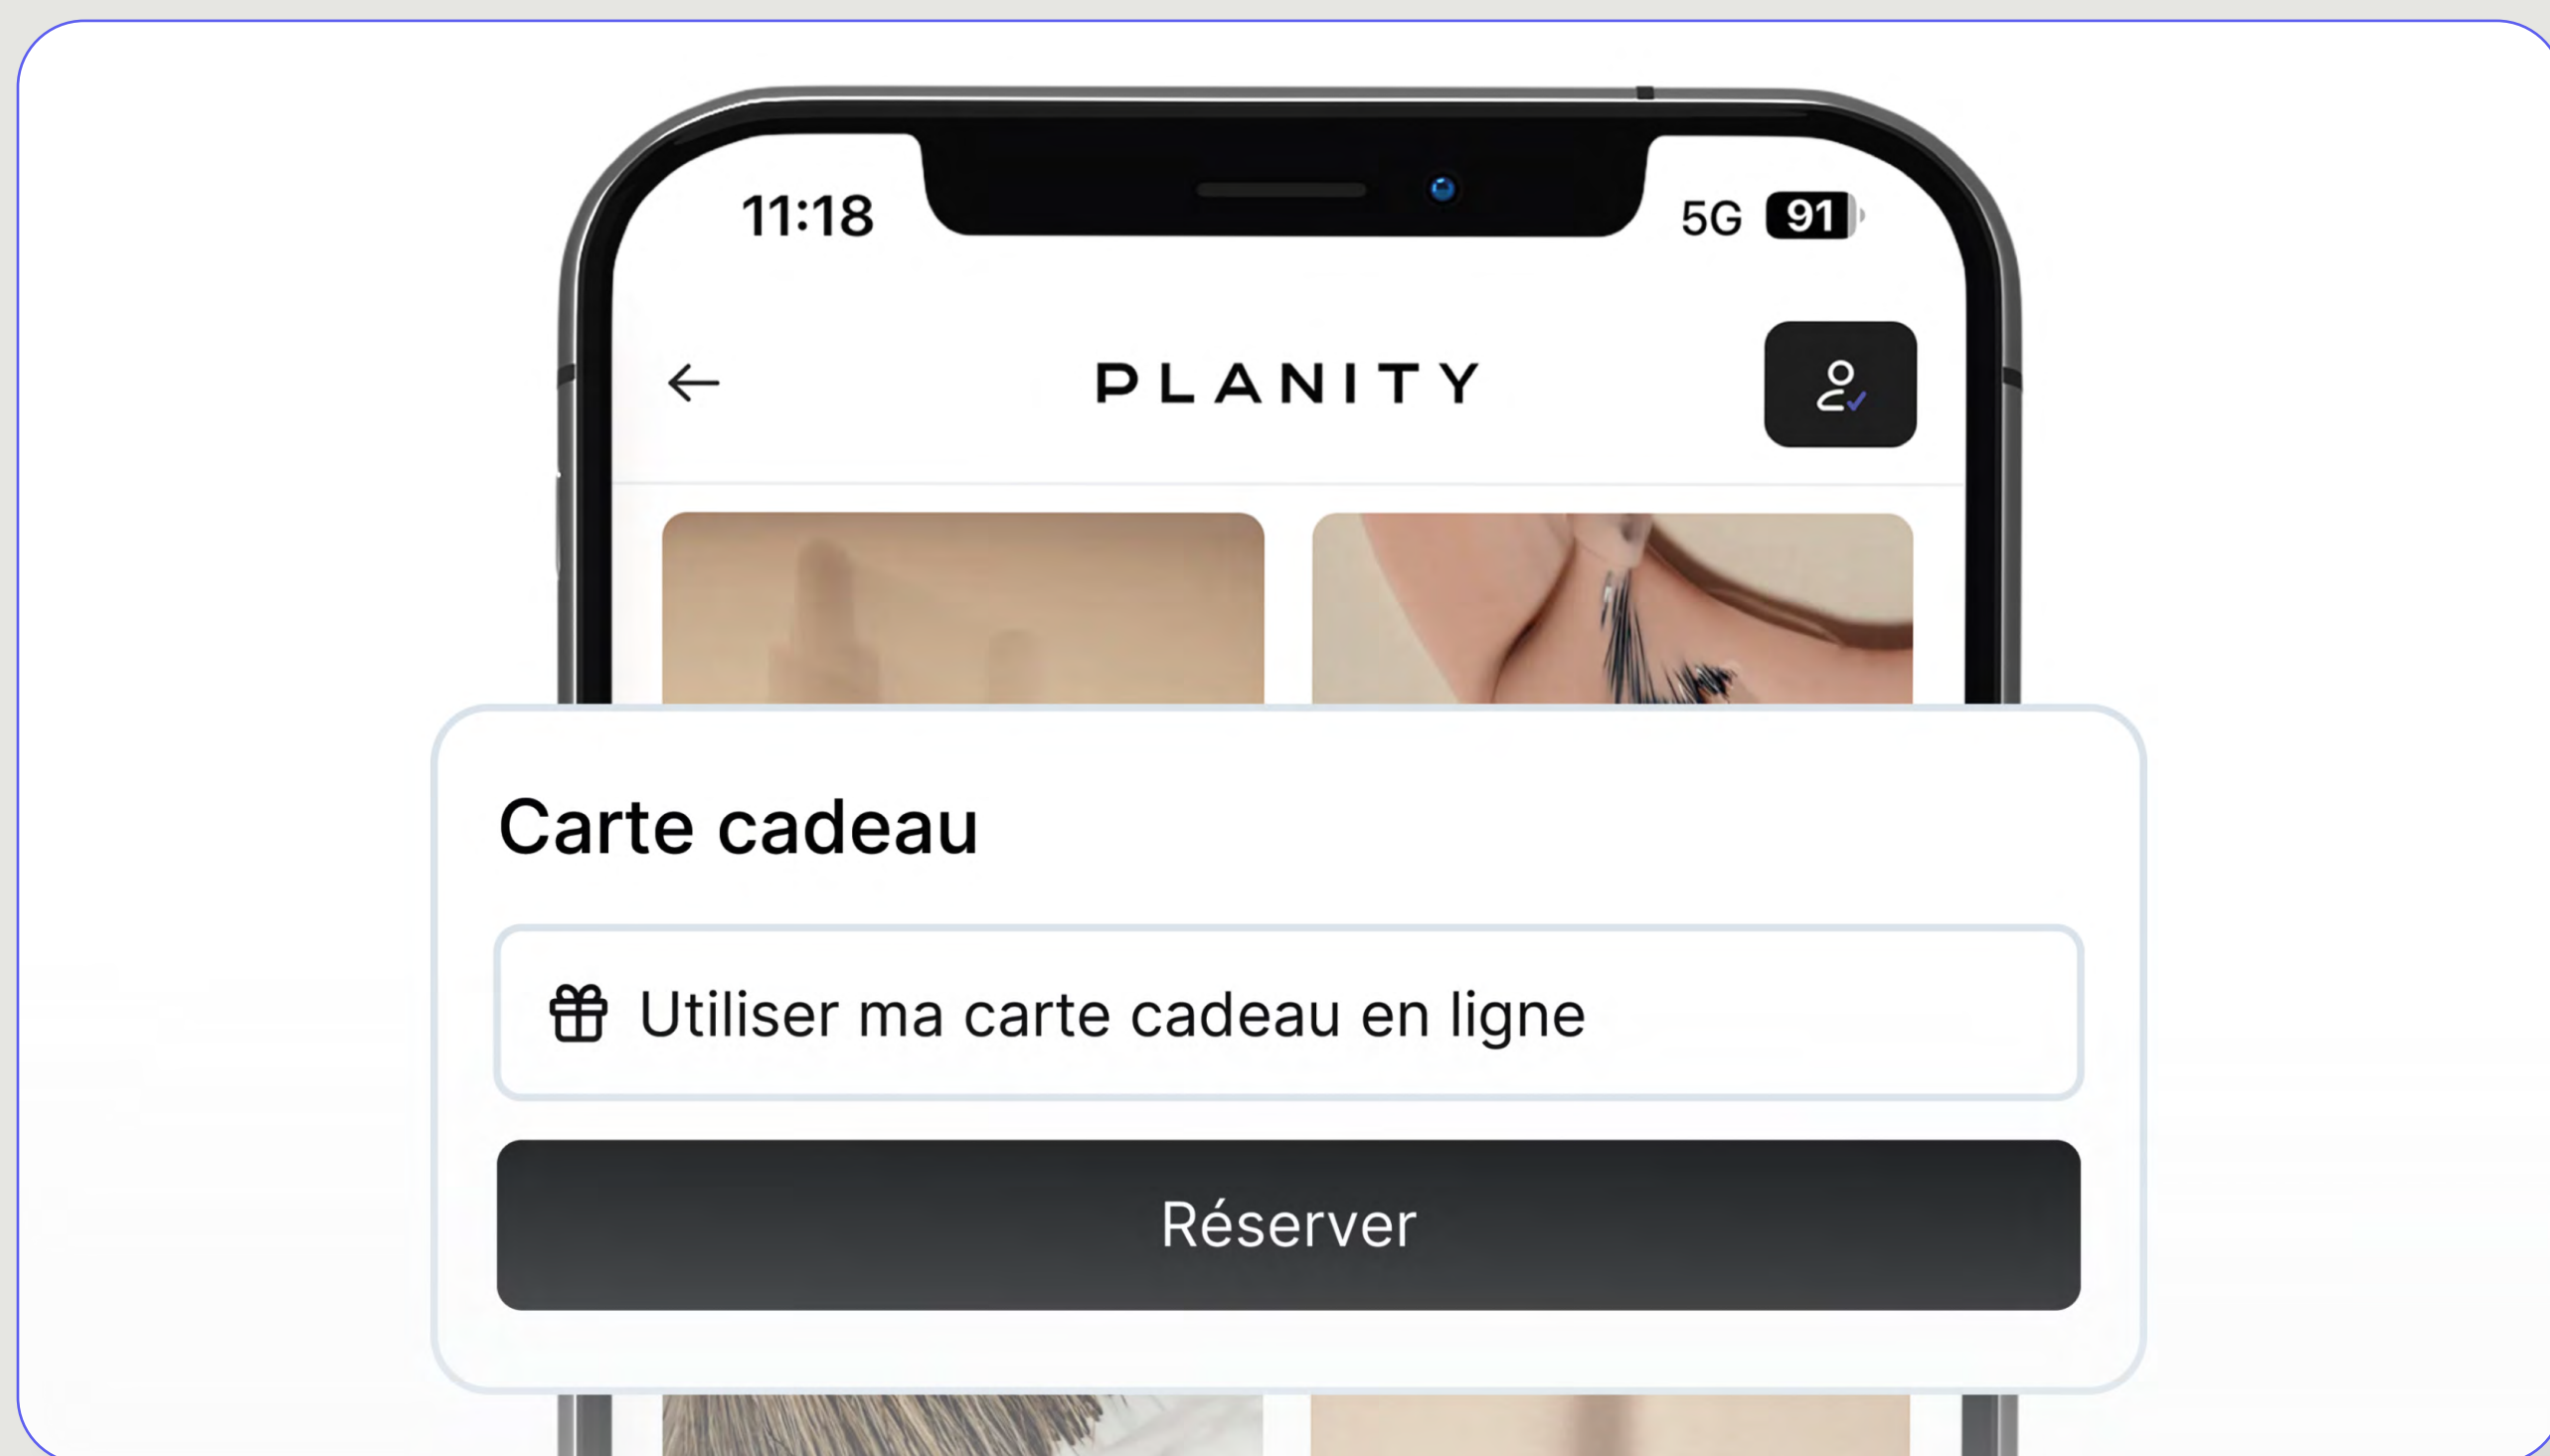 11:18
5G 91
PLANITY
Carte cadeau
Utiliser ma carte cadeau en ligne
Réserver